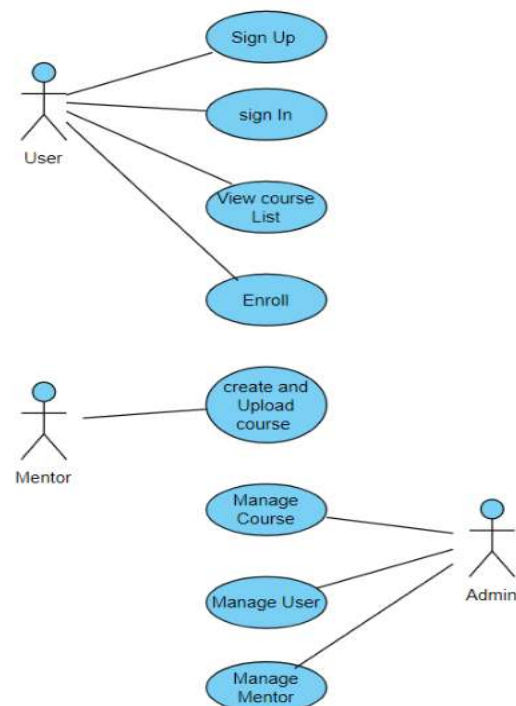 Sign Up
sign In
User
View course
List
Enroll
create and
Upload
course
Mentor
Manage
Course
Admin
Manage User
Manage
Mentor